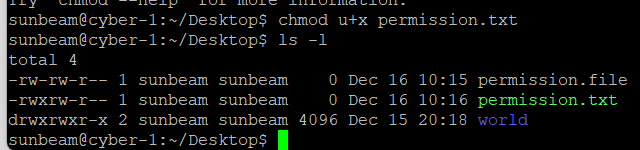 Try 'chmod --help' for more information.
sunbeam@cyber-1:~/Desktop$ chmod u+x permission.txt
sunbeam@cyber-1:~/Desktop$ ls -l
total 4
-rw-rw-r-- 1 sunbeam sunbeam 0 Dec 16 10:15 permission.file
-rwxrw-r-- 1 sunbeam sunbeam 0 Dec 16 10:16 permission.txt
drwxrwxr-x 2 sunbeam sunbeam 4096 Dec 15 20:18 world
sunbeam@cyber-1:~/Desktop$